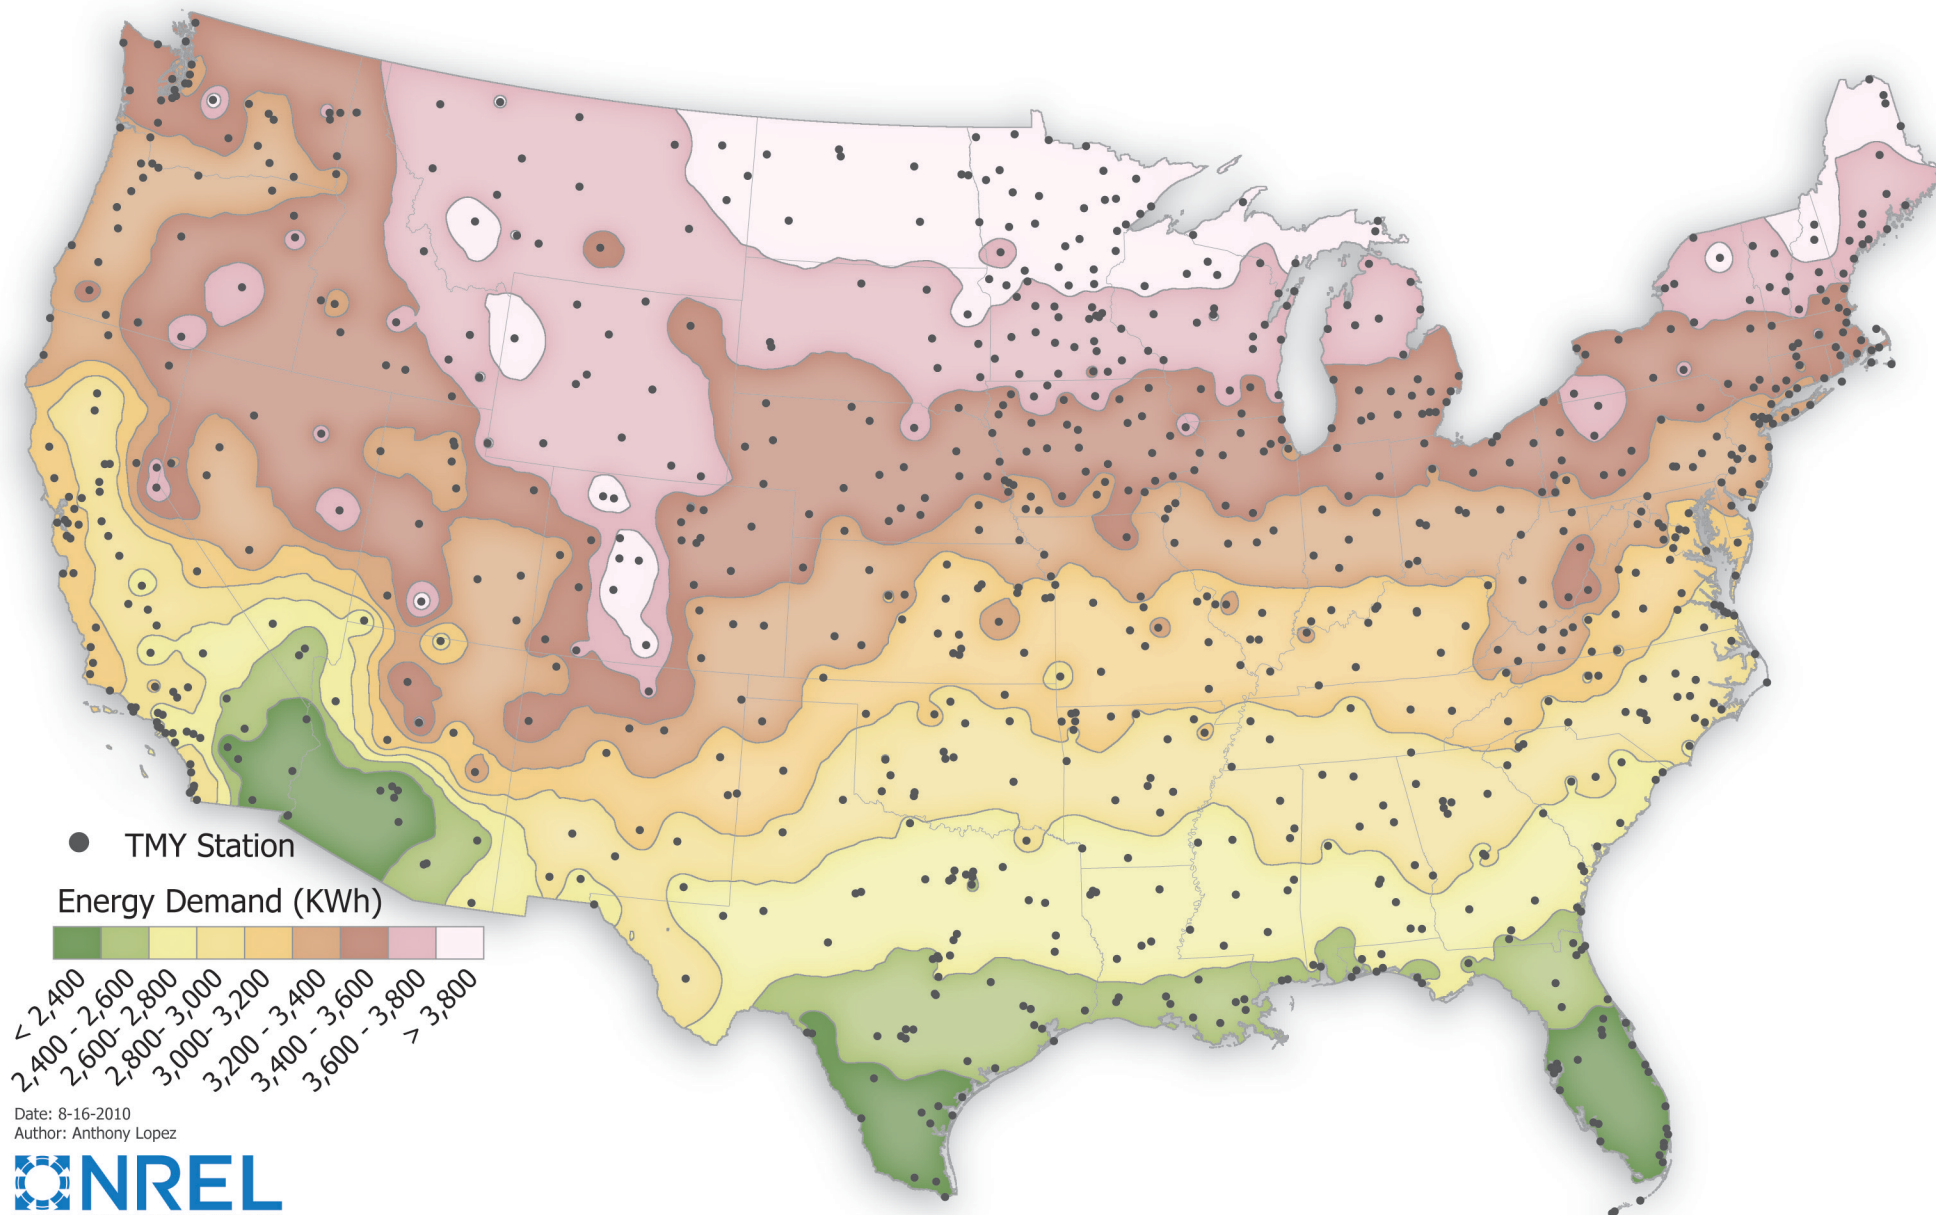 TMY Station
Energy Demand (KWh)
< 2,400
2,400 - 2,600
2,600- 2,800
2,800- 3,000
3,000- 3,200
3,200 - 3,400
3,400 - 3,600
3,600 - 3,800
> 3,800
Date: 8-16-2010
Author: Anthony Lopez
NREL